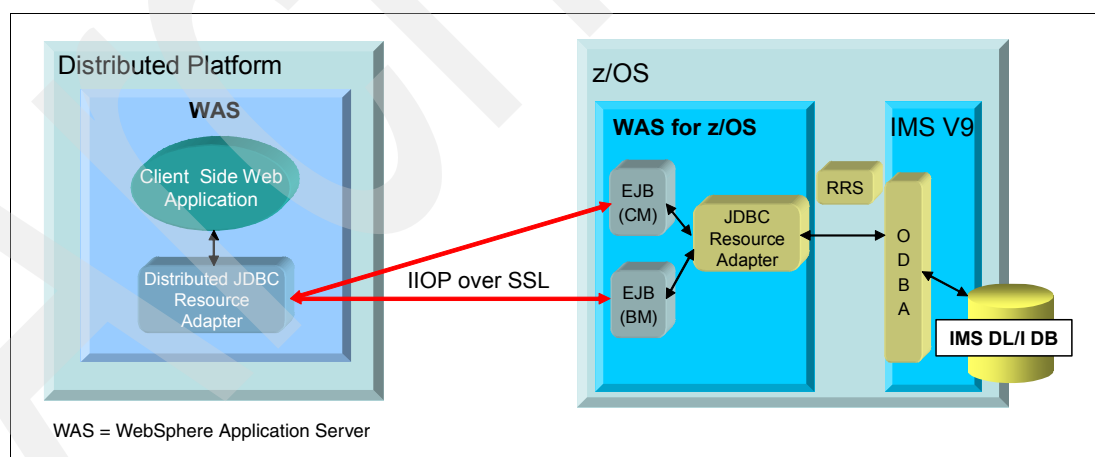 Distributed Platform
WAS
Client Side Web
Application
Distributed JDBC
Resource
Adapter
IIOP over SSL
z/OS
WAS for z/OS
EJB
(CM)
EJB
(BM)
JDBC
Resource
Adapter
RRS
IMS V9
O
D
B
A
IMS DL/I DB
WAS = WebSphere Application Server